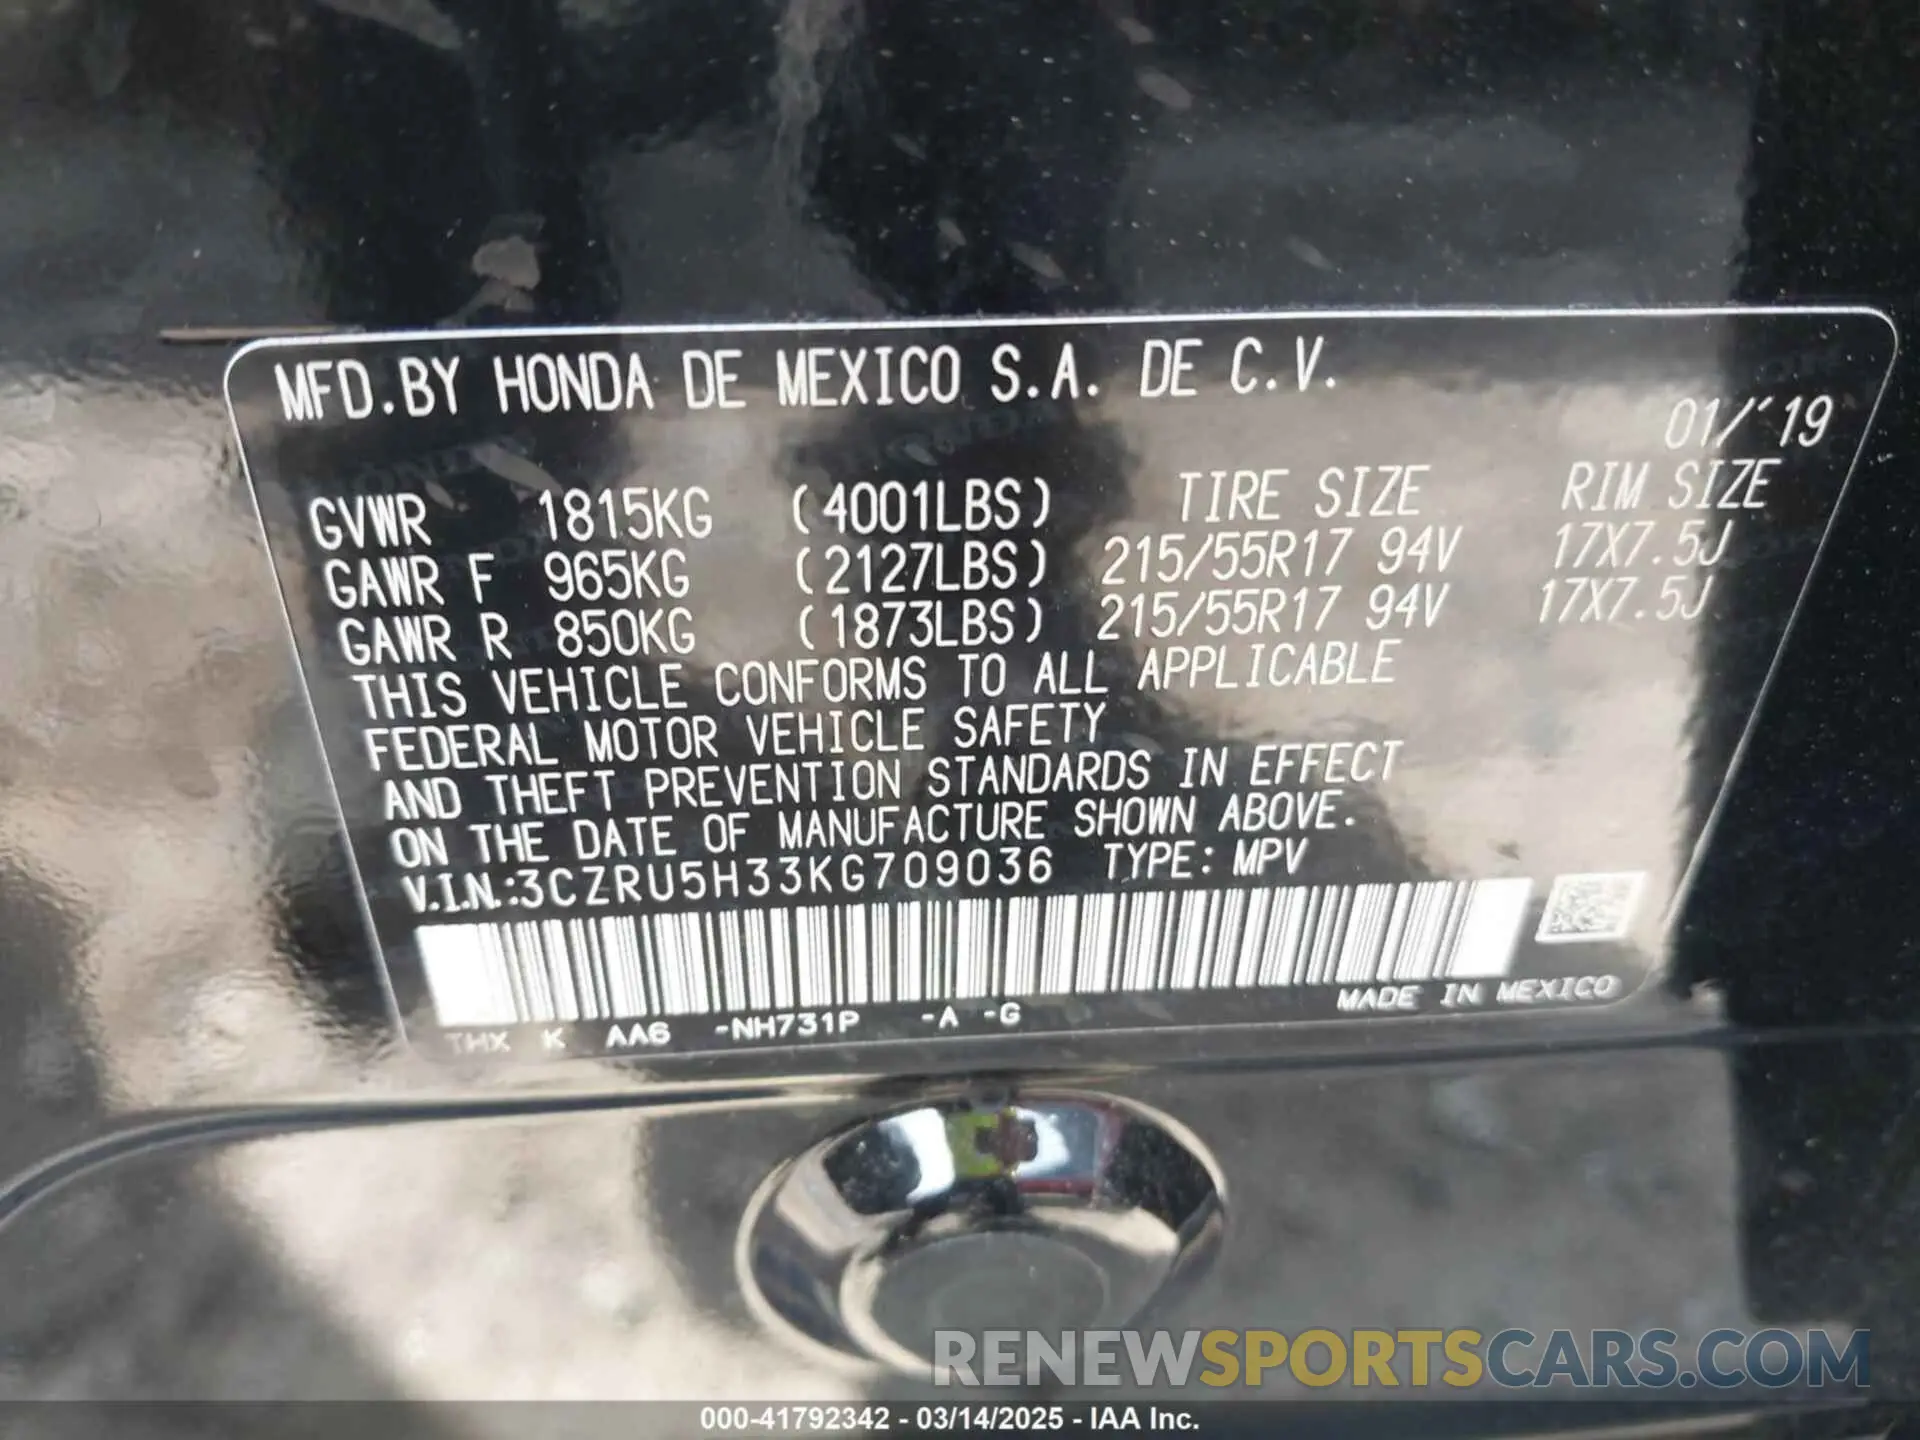 MFD.BY HONDA DE MEXICO S.A. DE C.V.
01/'19
GVWR 1815KG (4001LBS) TIRE SIZE RIM SIZE
GAWR F 965KG (2127LBS) 215/55R17 94V 17X7.5J
GAWR R 850KG (1873LBS) 215/55R17 94V 17X7.5J
THIS VEHICLE CONFORMS TO ALL APPLICABLE
FEDERAL MOTOR VEHICLE SAFETY
AND THEFT PREVENTION STANDARDS IN EFFECT
ON THE DATE OF MANUFACTURE SHOWN ABOVE.
V.I.N.:3CZRU5H33KG709036 TYPE: MPV
THX K AA6 -NH731P -A -G MADE IN MEXICO
RENEWSPORTSCARS.COM
000-41792342 - 03/14/2025 - IAA Inc.